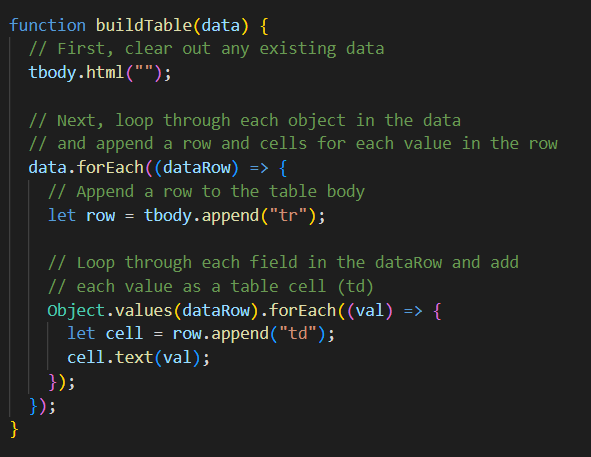 function buildTable(data) {
  // First, clear out any existing data
  tbody.html("");

  // Next, loop through each object in the data
  // and append a row and cells for each value in the row
  data.forEach((dataRow) => {
    // Append a row to the table body
    let row = tbody.append("tr");

    // Loop through each field in the dataRow and add
    // each value as a table cell (td)
    Object.values(dataRow).forEach((val) => {
      let cell = row.append("td");
      cell.text(val);
    });
  });
}